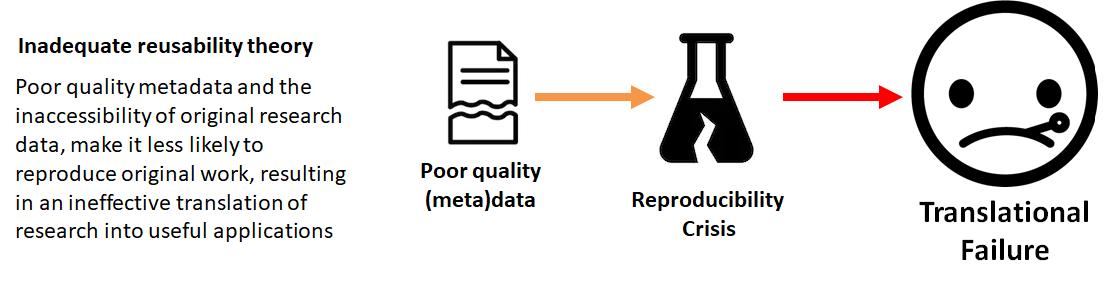 Inadequate reusability theory
Poor quality metadata and the
inaccessibility of original research
data, make it less likely to
reproduce original work, resulting
in an ineffective translation of
research into useful applications
Poor quality
(meta)data
Reproducibility
Crisis
Translational
Failure